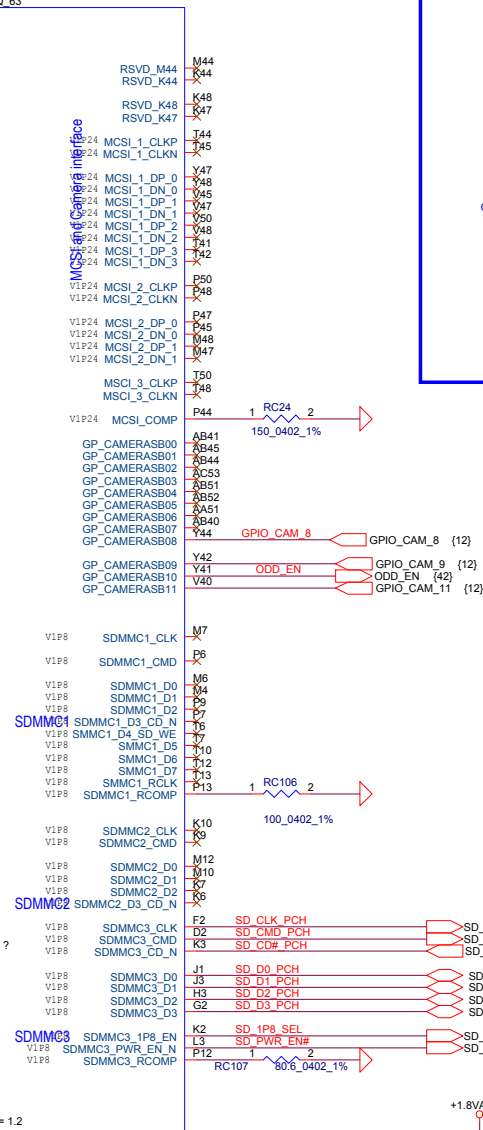 M44
RSVD_M44
K44
RSVD_K44
K48
RSVD_K48
K47
RSVD_K47
MCSI and Camera interface
T44
V1P24 MCSI_1_CLKP
T45
V1P24 MCSI_1_CLKN
Y47
V1P24 MCSI_1_DP_0
Y48
V1P24 MCSI_1_DN_0
V45
V1P24 MCSI_1_DP_1
V47
V1P24 MCSI_1_DN_1
V50
V1P24 MCSI_1_DP_2
V48
V1P24 MCSI_1_DN_2
T41
V1P24 MCSI_1_DP_3
T42
V1P24 MCSI_1_DN_3
P50
V1P24 MCSI_2_CLKP
P48
V1P24 MCSI_2_CLKN
P47
V1P24 MCSI_2_DP_0
P45
V1P24 MCSI_2_DN_0
M48
V1P24 MCSI_2_DP_1
M47
V1P24 MCSI_2_DN_1
T50
MSCI_3_CLKP
T48
MSCI_3_CLKN
V1P24 MCSI_COMP P44 1 RC24 2
150_0402_1%
AB41
GP_CAMERASB00
AB45
GP_CAMERASB01
AB44
GP_CAMERASB02
AC53
GP_CAMERASB03
AB51
GP_CAMERASB04
AB52
GP_CAMERASB05
AA51
GP_CAMERASB06
AB40
GP_CAMERASB07
GP_CAMERASB08 Y44 GPIO_CAM_8 GPIO_CAM_8 {12}
GP_CAMERASB09 Y42 GPIO_CAM_9 {12}
GP_CAMERASB10 Y41 ODD_EN ODD_EN {42}
GP_CAMERASB11 V40 GPIO_CAM_11 {12}
V1P8 SDMMC1_CLK M7
V1P8 SDMMC1_CMD P6
V1P8 SDMMC1_D0 M6
V1P8 SDMMC1_D1 M4
V1P8 SDMMC1_D2 P9
SDMMC1
V1P8 SDMMC1_D3_CD_N P7
V1P8 SMMC1_D4_SD_WE T6
V1P8 SMMC1_D5 T7
V1P8 SMMC1_D6 T10
V1P8 SMMC1_D7 T12
V1P8 SMMC1_RCLK T13
V1P8 SDMMC1_RCOMP P13 1 RC106 2
100_0402_1%
V1P8 SDMMC2_CLK K10
V1P8 SDMMC2_CMD K9
V1P8 SDMMC2_D0 M12
V1P8 SDMMC2_D1 M10
V1P8 SDMMC2_D2 K7
SDMMC2
V1P8 SDMMC2_D3_CD_N K6
V1P8 SDMMC3_CLK F2 SD_CLK_PCH SD_
V1P8 SDMMC3_CMD D2 SD_CMD_PCH SD_
?
V1P8 SDMMC3_CD_N K3 SD_CD#_PCH SD_
V1P8 SDMMC3_D0 J1 SD_D0_PCH SD
V1P8 SDMMC3_D1 J3 SD_D1_PCH SD
V1P8 SDMMC3_D2 H3 SD_D2_PCH SD
V1P8 SDMMC3_D3 G2 SD_D3_PCH SD
SDMMC3
V1P8 SDMMC3_1P8_EN K2 SD_1P8_SEL SD_
V1P8 SDMMC3_PWR_EN_N L3 SD_PWR_EN# SD_
V1P8 SDMMC3_RCOMP P12 1 2
RC107 80.6_0402_1%
+1.8VA
= 1.2